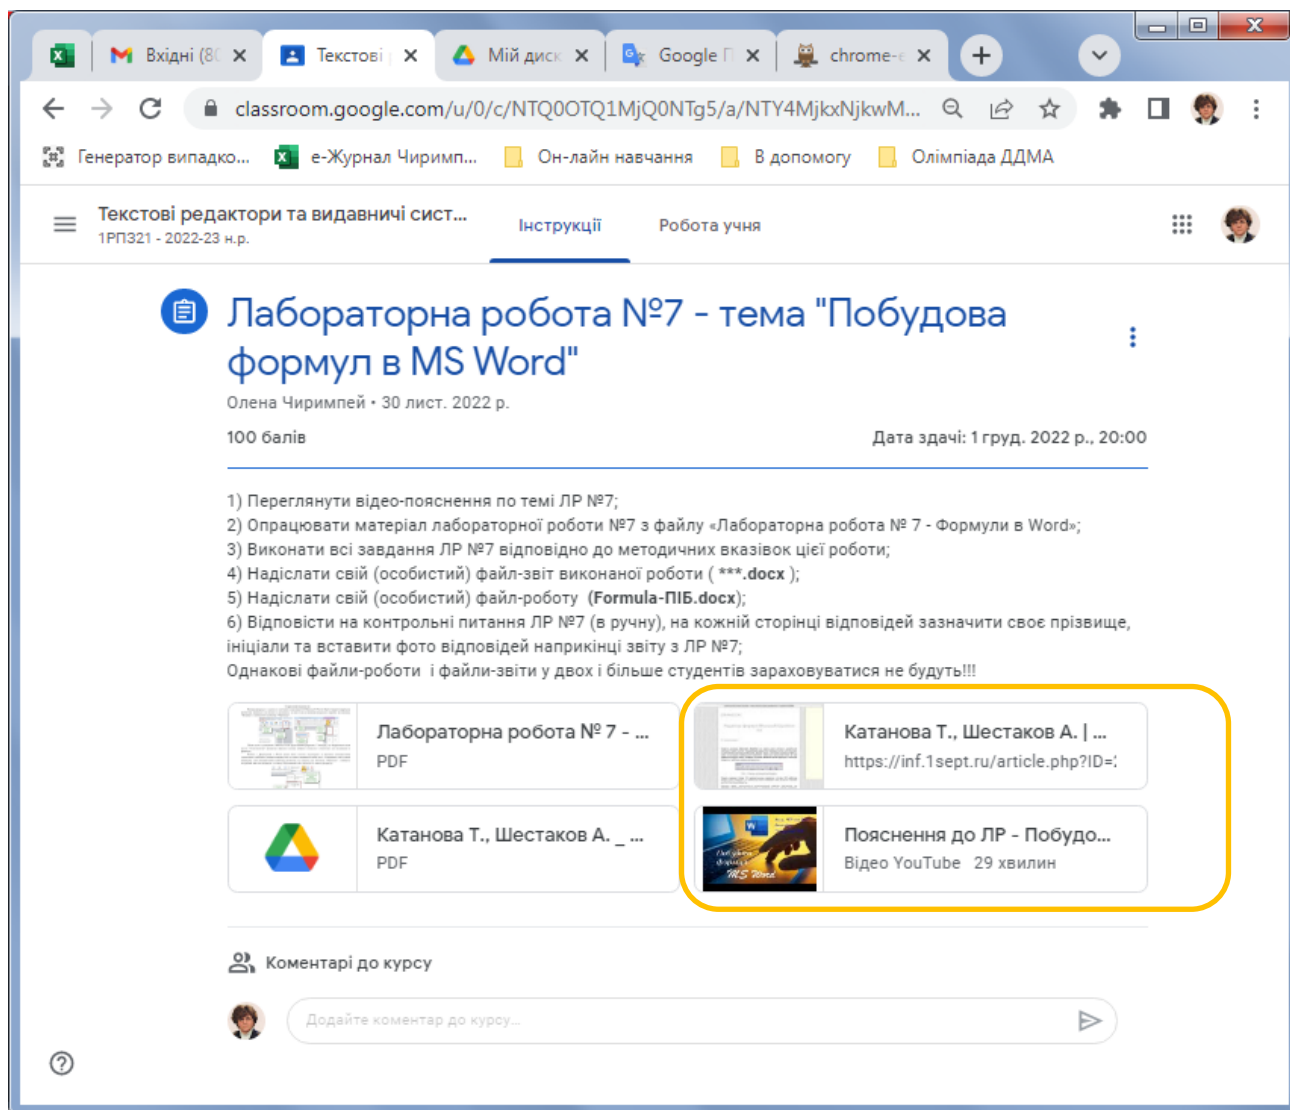 Вхідні (80
Текстові р
Мій диск
Google П
chrome-e
classroom.google.com/u/0/c/NTQ0OTQ1MjQ0NTg5/a/NTY4MjkxNjkwM...
Генератор випадко...
е-Журнал Чиримп...
Он-лайн навчання
В допомогу
Олімпіада ДДМА
Текстові редактори та видавничі сист...
1РПЗ21 - 2022-23 н.р.
Інструкції
Робота учня
Лабораторна робота №7 - тема "Побудова
формул в MS Word"
Олена Чиримпей • 30 лист. 2022 р.
100 балів
Дата здачі: 1 груд. 2022 р., 20:00
1) Переглянути відео-пояснення по темі ЛР №7;
2) Опрацювати матеріал лабораторної роботи №7 з файлу «Лабораторна робота № 7 - Формули в Word»;
3) Виконати всі завдання ЛР №7 відповідно до методичних вказівок цієї роботи;
4) Надіслати свій (особистий) файл-звіт виконаної роботи ( ***.docx );
5) Надіслати свій (особистий) файл-роботу (Formula-ПІБ.docx);
6) Відповісти на контрольні питання ЛР №7 (в ручну), на кожній сторінці відповідей зазначити своє прізвище,
ініціали та вставити фото відповідей наприкінці звіту з ЛР №7;
Однакові файли-роботи і файли-звіти у двох і більше студентів зараховуватися не будуть!!!
Лабораторна робота № 7 - ...
PDF
Катанова Т., Шестаков А. | ...
https://inf.1sept.ru/article.php?ID=
Катанова Т., Шестаков А. _ ...
PDF
Побудова
формул
MS Word
Пояснення до ЛР - Побудо...
Відео YouTube 29 хвилин
Коментарі до курсу
Додайте коментар до курсу...